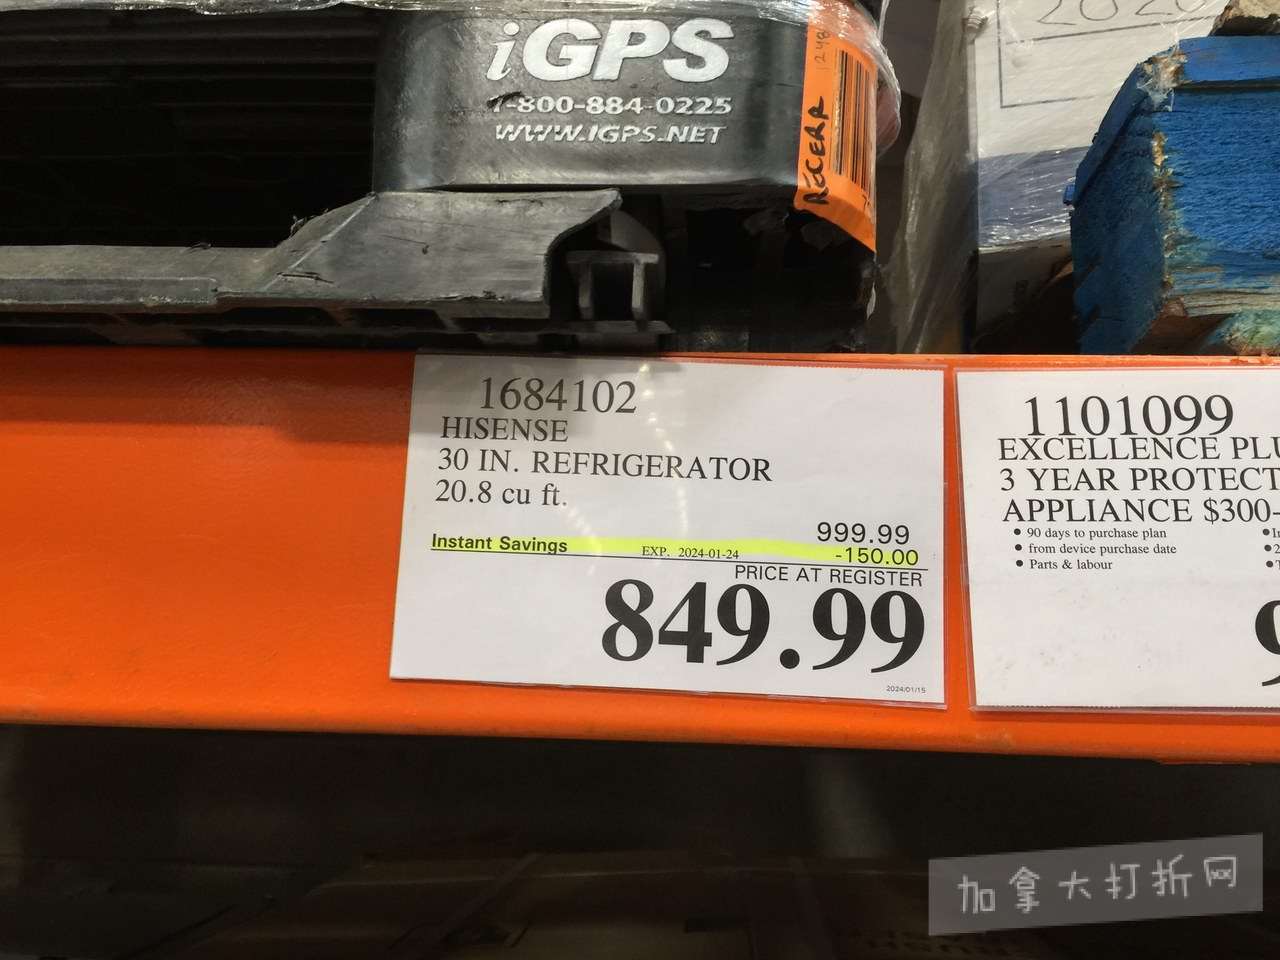 iGPS
1-800-884-0225
WWW.IGPS.NET
1684102
HISENSE
30 IN. REFRIGERATOR
20.8 cu ft.
999.99
Instant Savings EXP. 2024-01-24 -150.00
PRICE AT REGISTER
849.99
2024/01/15
1101099
EXCELLENCE
3 YEAR
APPLIANCE $300-
• 90 days to purchase plan
• from device purchase date
• Parts & labour
加拿大打折网